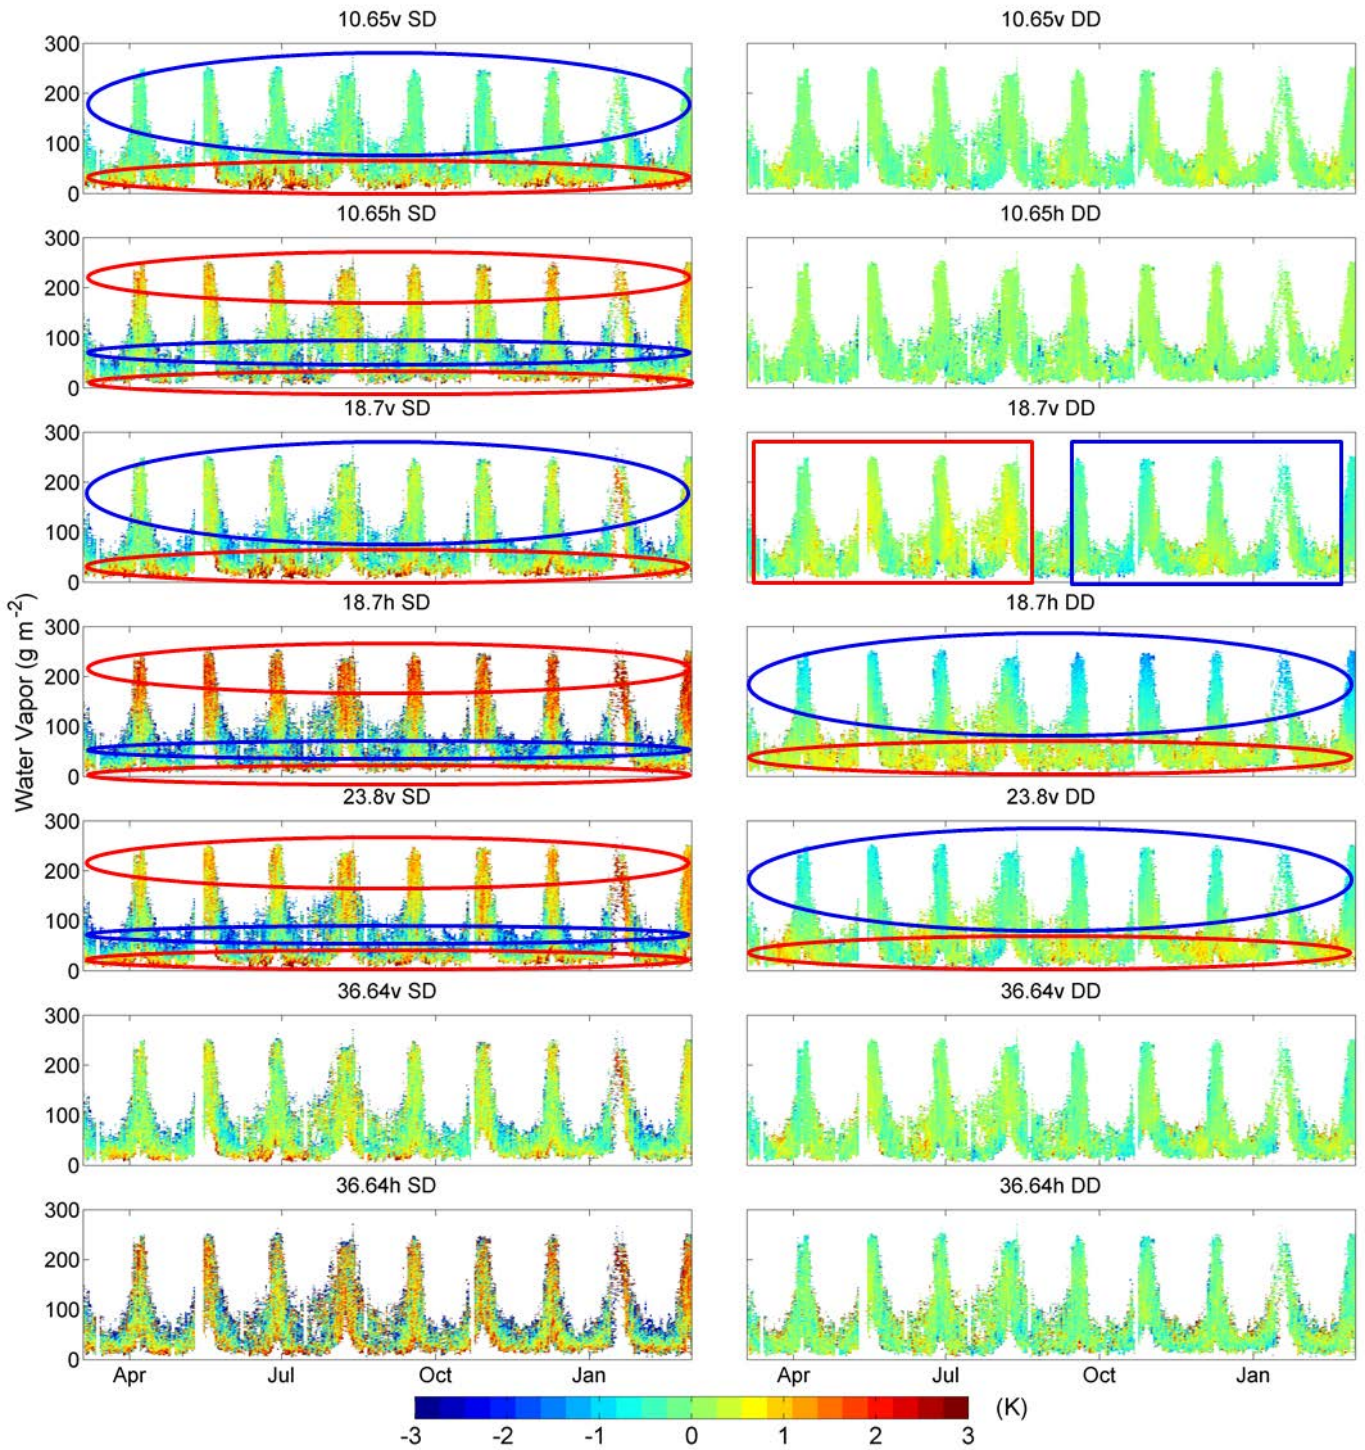 10.65v SD
10.65v DD
300
200
100
0
10.65h SD
10.65h DD
300
200
100
0
18.7v SD
18.7v DD
300
200
100
0
18.7h SD
18.7h DD
300
200
100
0
Water Vapor (g m⁻²)
23.8v SD
23.8v DD
300
200
100
0
36.64v SD
36.64v DD
300
200
100
0
36.64h SD
36.64h DD
300
200
100
0
Apr Jul Oct Jan
Apr Jul Oct Jan
-3 -2 -1 0 1 2 3 (K)